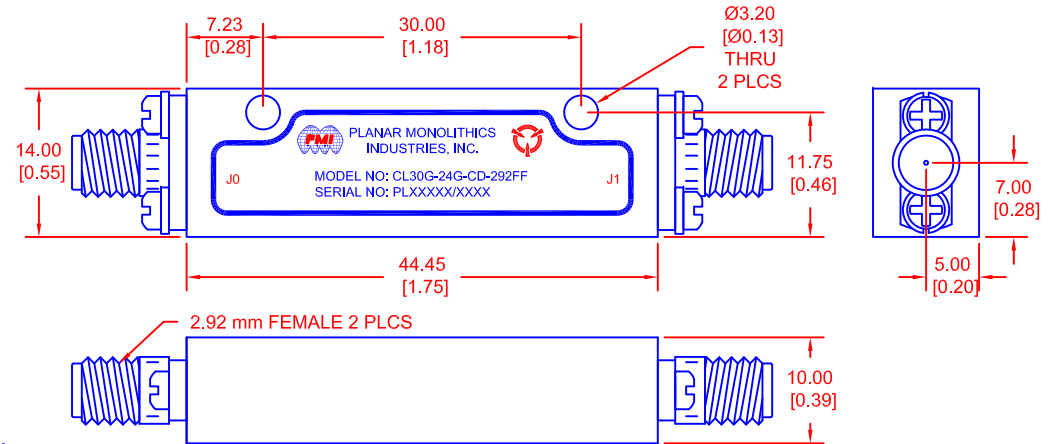 7.23
[0.28]
30.00
[1.18]
Ø3.20
[Ø0.13]
THRU
2 PLCS
14.00
[0.55]
PMI
PLANAR MONOLITHICS
INDUSTRIES, INC.
J0
MODEL NO: CL30G-24G-CD-292FF
J1
SERIAL NO: PLXXXXX/XXXX
11.75
[0.46]
7.00
[0.28]
44.45
[1.75]
5.00
[0.20]
2.92 mm FEMALE 2 PLCS
10.00
[0.39]